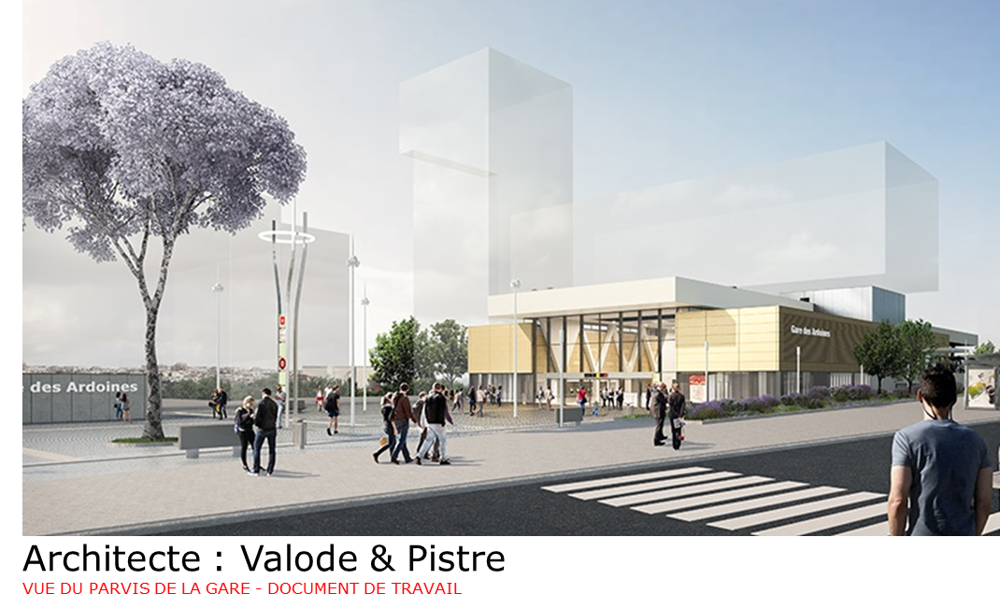 e des Ardoines
Gare des Ardoines
Architecte : Valode & Pistre
VUE DU PARVIS DE LA GARE - DOCUMENT DE TRAVAIL